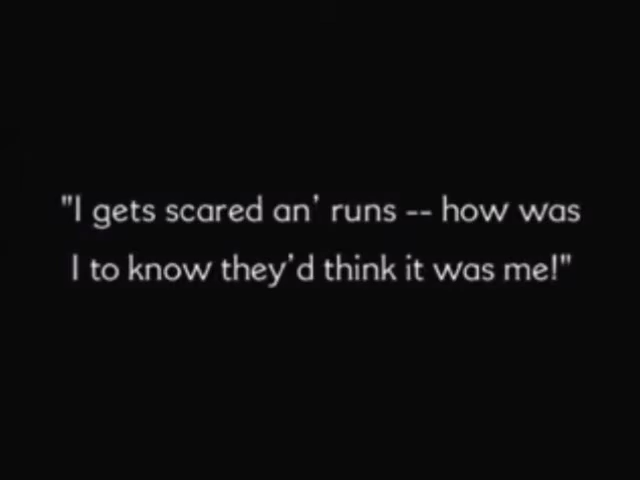 "I gets scared an' runs -- how was
I to know they'd think it was me!"